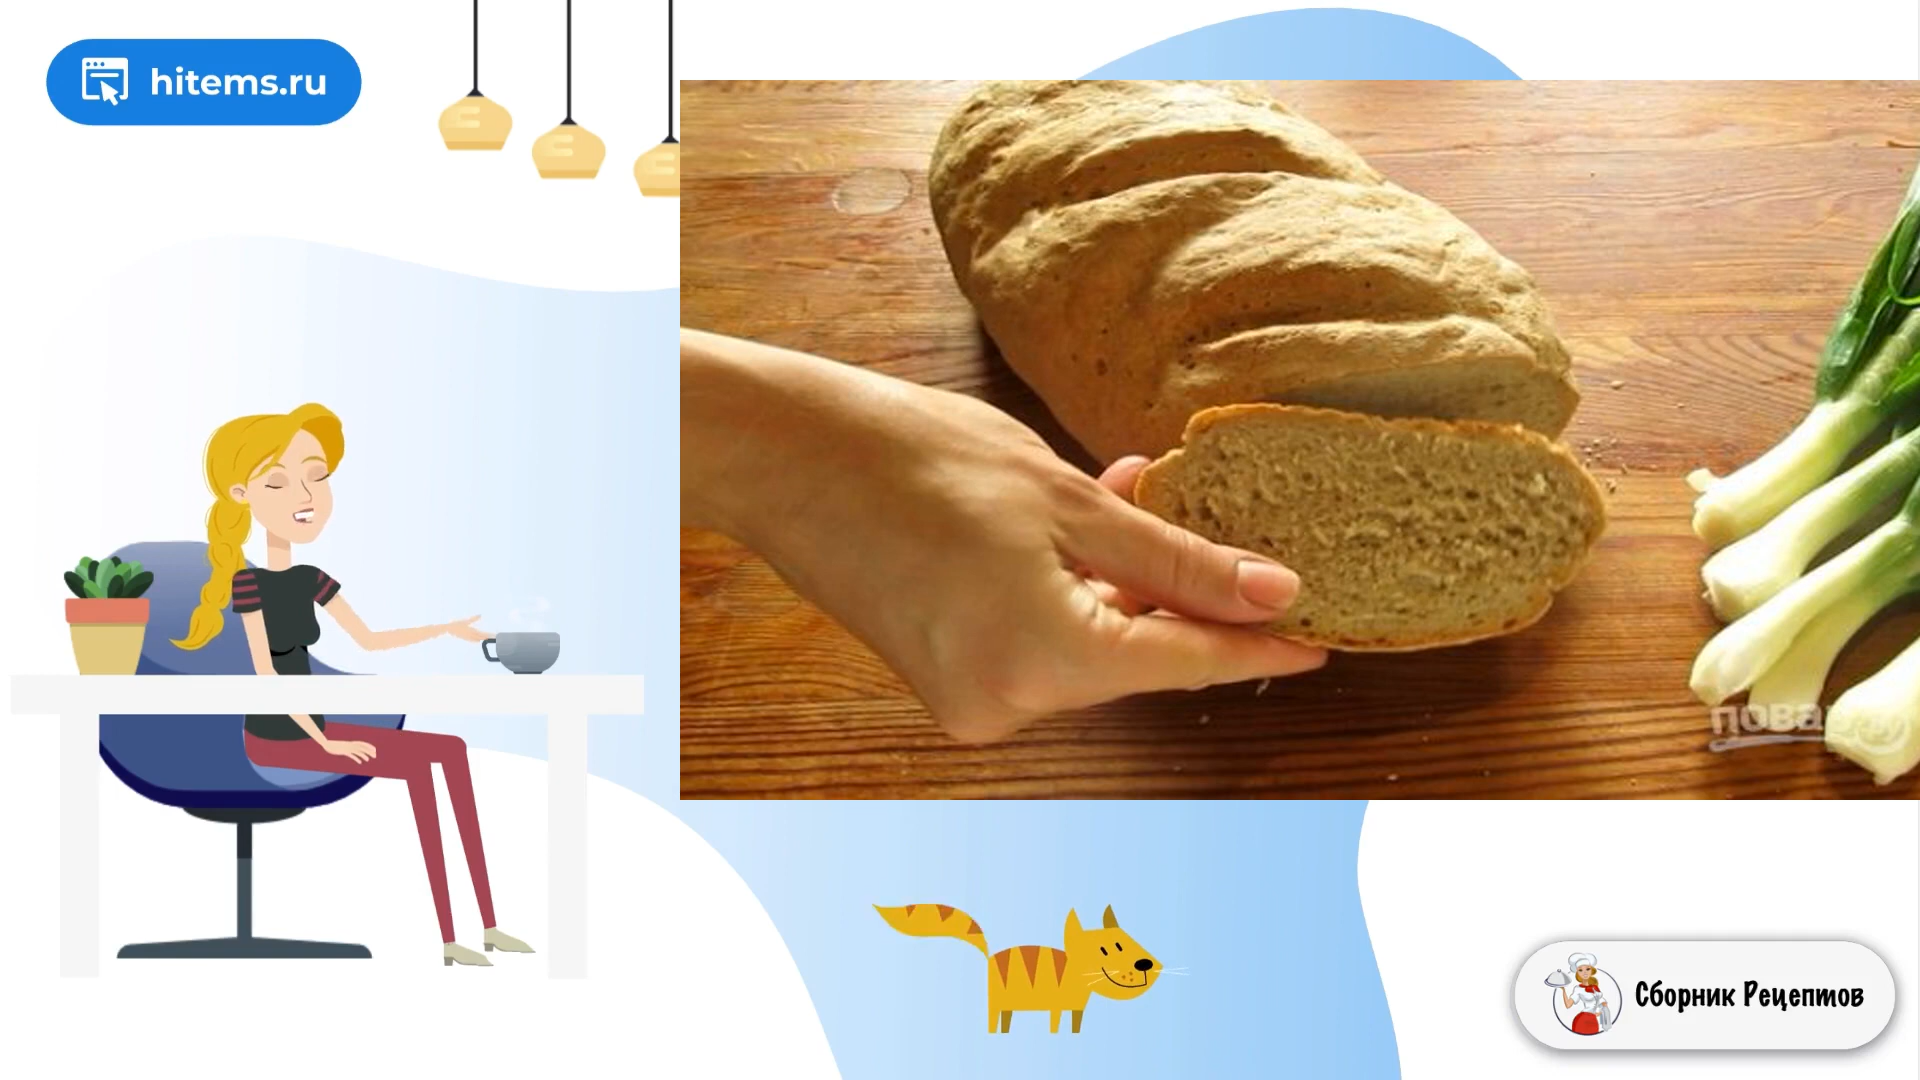 hitems.ru
Сборник Рецептов